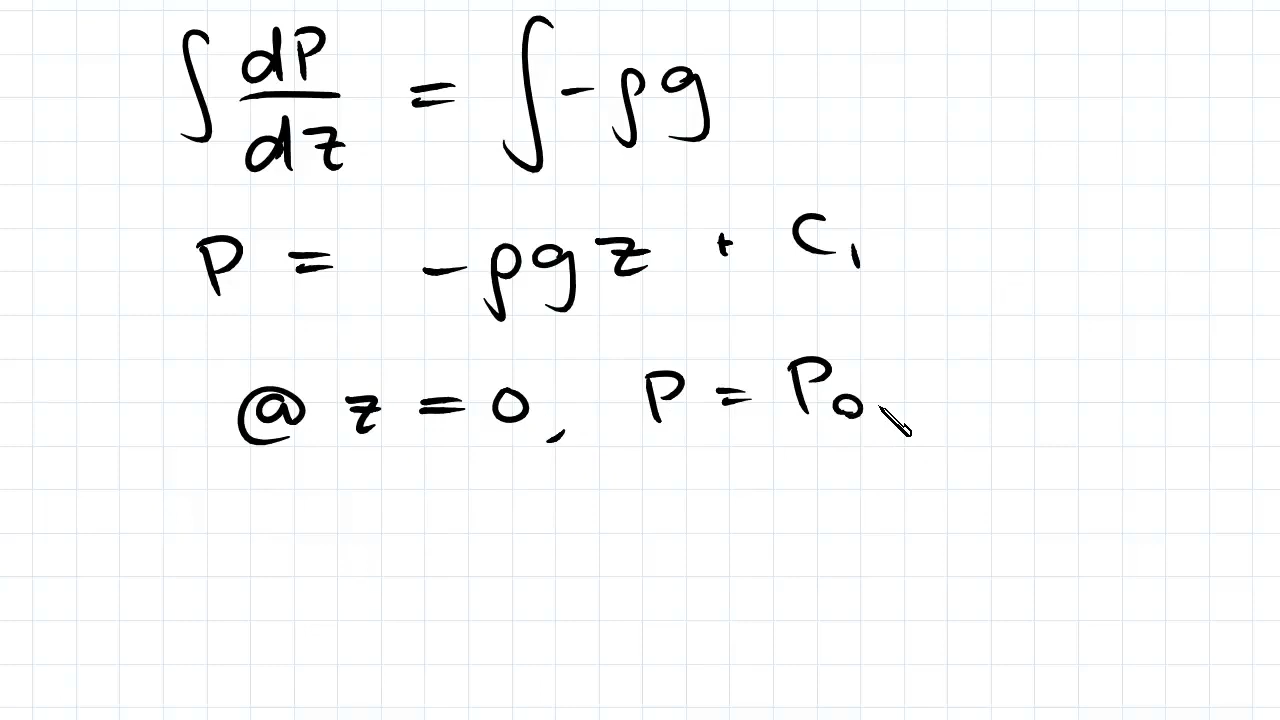 ∫ dP/dz = ∫ -ρg
P = -ρgz + C₁
@ z = 0, P = P₀